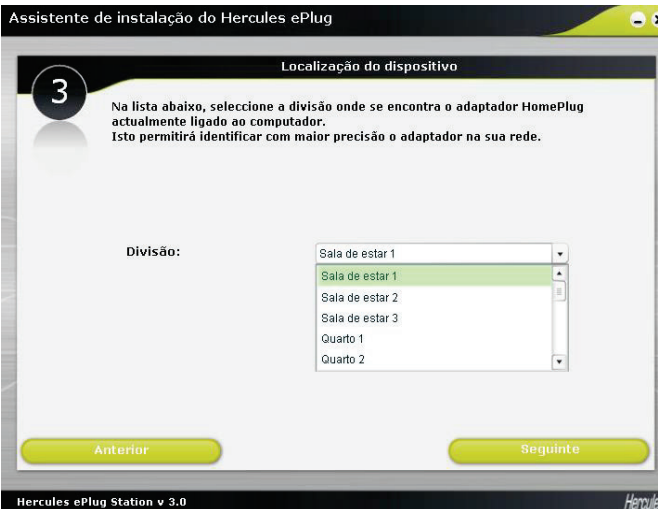 Assistente de instalação do Hercules ePlug
Localização do dispositivo
3
Na lista abaixo, seleccione a divisão onde se encontra o adaptador HomePlug
actualmente ligado ao computador.
Isto permitirá identificar com maior precisão o adaptador na sua rede.
Divisão:
Sala de estar 1
Sala de estar 1
Sala de estar 2
Sala de estar 3
Quarto 1
Quarto 2
Anterior
Seguinte
Hercules ePlug Station v 3.0